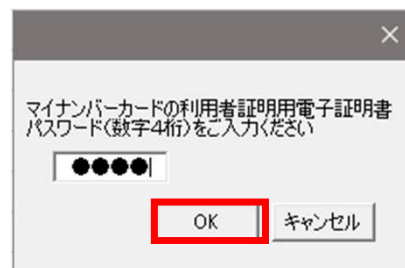 マイナンバーカードの利用者証明用電子証明書
パスワード(数字4桁)をご入力ください
●●●●
OK キャンセル